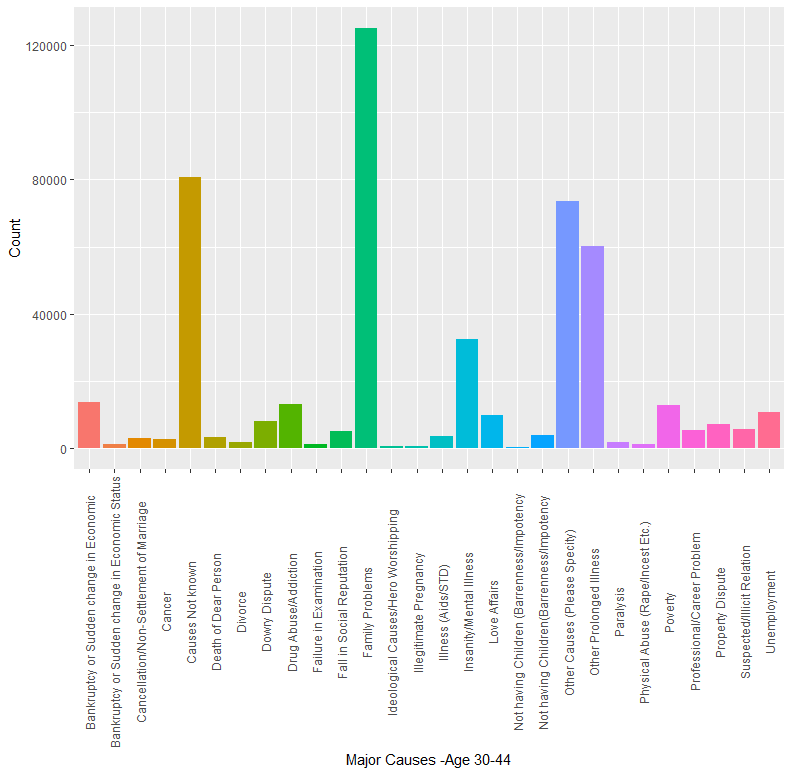 120000
80000
40000
0
Count
Bankruptcy or Sudden change in Economic
Bankruptcy or Sudden change in Economic Status
Cancellation/Non-Settlement of Marriage
Cancer
Causes Not known
Death of Dear Person
Divorce
Dowry Dispute
Drug Abuse/Addiction
Failure in Examination
Fall in Social Reputation
Family Problems
Ideological Causes/Hero Worshipping
Illegitimate Pregnancy
Illness (Aids/STD)
Insanity/Mental Illness
Love Affairs
Not having Children (Barrenness/Impotency
Not having Children(Barrenness/Impotency
Other Causes (Please Specity)
Other Prolonged Illness
Paralysis
Physical Abuse (Rape/Incest Etc.)
Poverty
Professional/Career Problem
Property Dispute
Suspected/Illicit Relation
Unemployment
Major Causes -Age 30-44